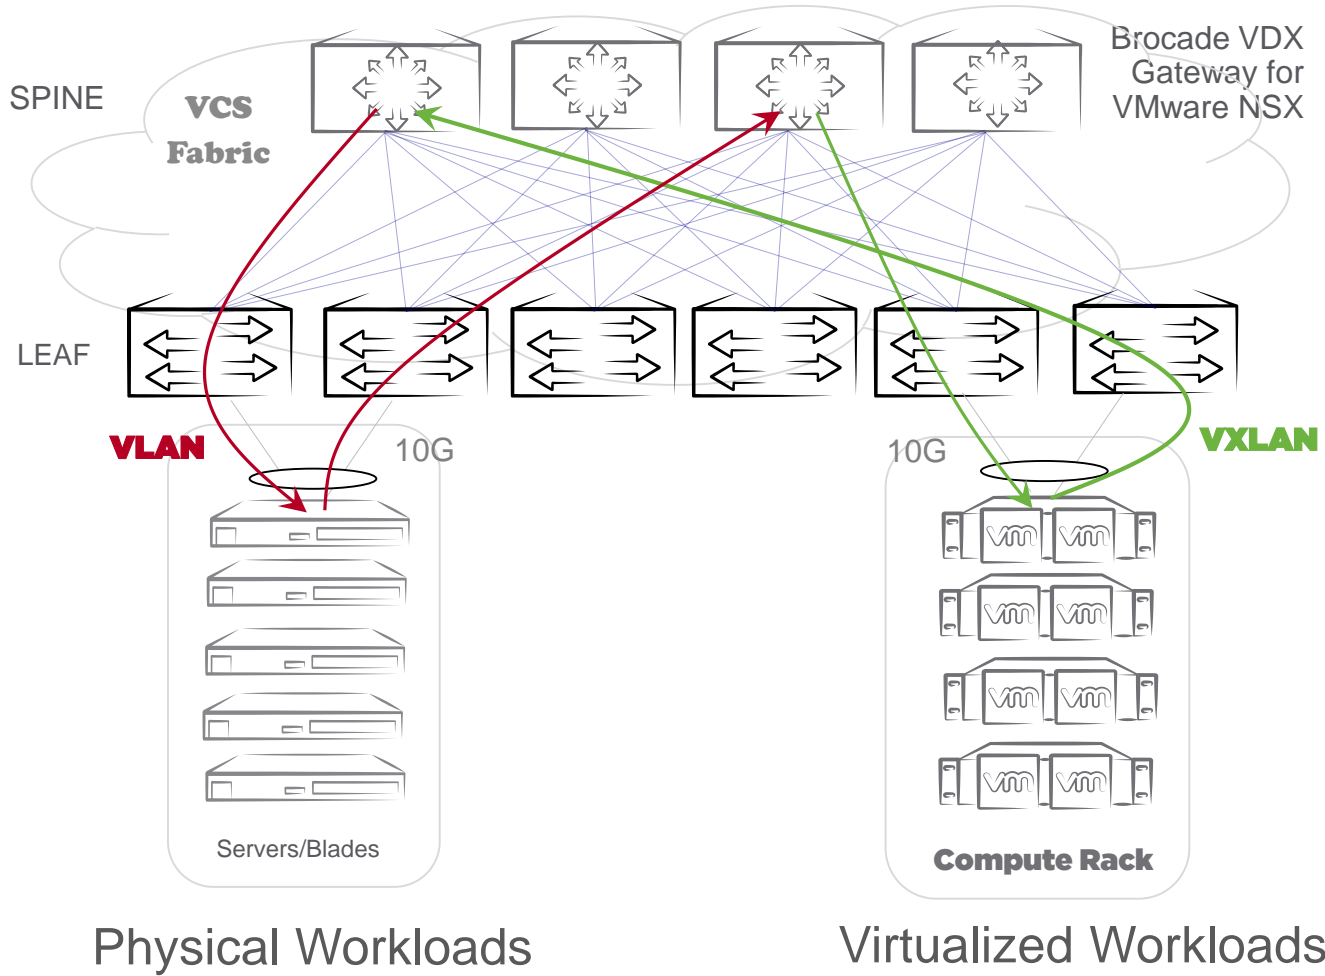 Brocade VDX
Gateway for
VMware NSX
SPINE
VCS
Fabric
LEAF
VLAN
10G
10G
VXLAN
vm vm
vm vm
vm vm
vm vm
Servers/Blades
Compute Rack
Physical Workloads
Virtualized Workloads